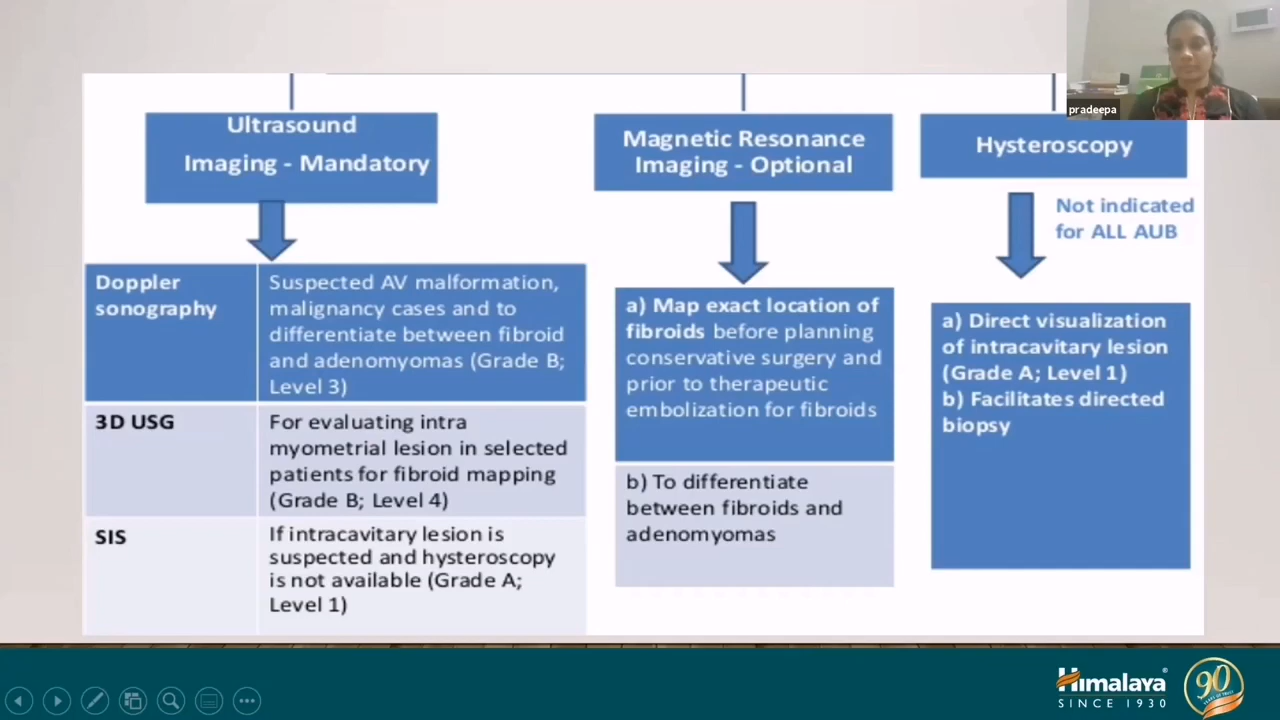 pradeepa
Ultrasound
Imaging - Mandatory
Magnetic Resonance
Imaging - Optional
Hysteroscopy
Not indicated
for ALL AUB
Doppler
sonography
Suspected AV malformation,
malignancy cases and to
differentiate between fibroid
and adenomyomas (Grade B;
Level 3)
3D USG
For evaluating intra
myometrial lesion in selected
patients for fibroid mapping
(Grade B; Level 4)
SIS
If intracavitary lesion is
suspected and hysteroscopy
is not available (Grade A;
Level 1)
a) Map exact location of
fibroids before planning
conservative surgery and
prior to therapeutic
embolization for fibroids
b) To differentiate
between fibroids and
adenomyomas
a) Direct visualization
of intracavitary lesion
(Grade A; Level 1)
b) Facilitates directed
biopsy
Himalaya
SINCE 1930
90